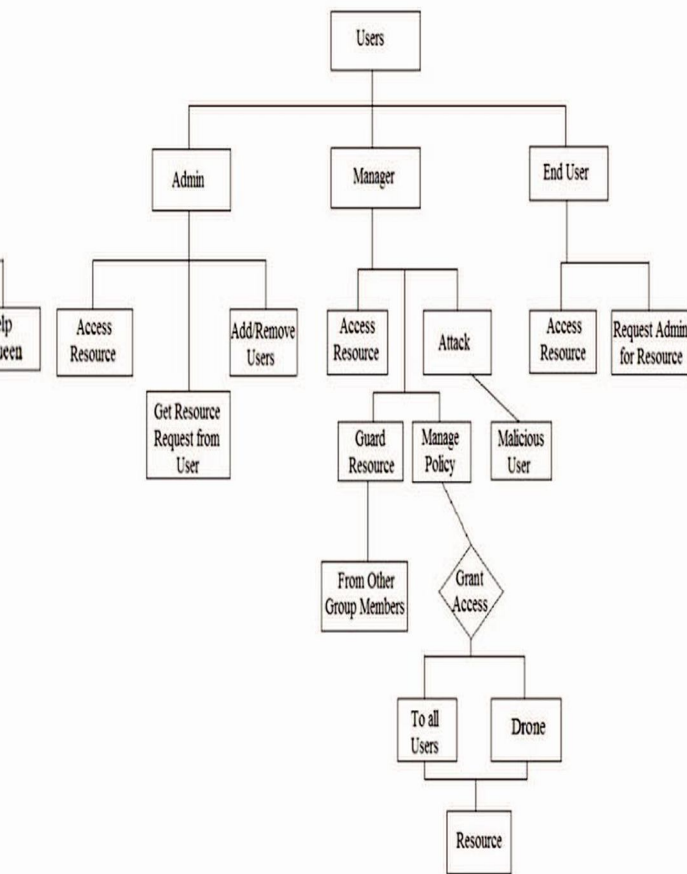 Users
Admin
Manager
End User
Access
Resource
Add/Remove
Users
Access
Resource
Attack
Access
Resource
Request Admin
for Resource
Get Resource
Request from
User
Guard
Resource
Manage
Policy
Malicious
User
From Other
Group Members
Grant
Access
To all
Users
Drone
Resource